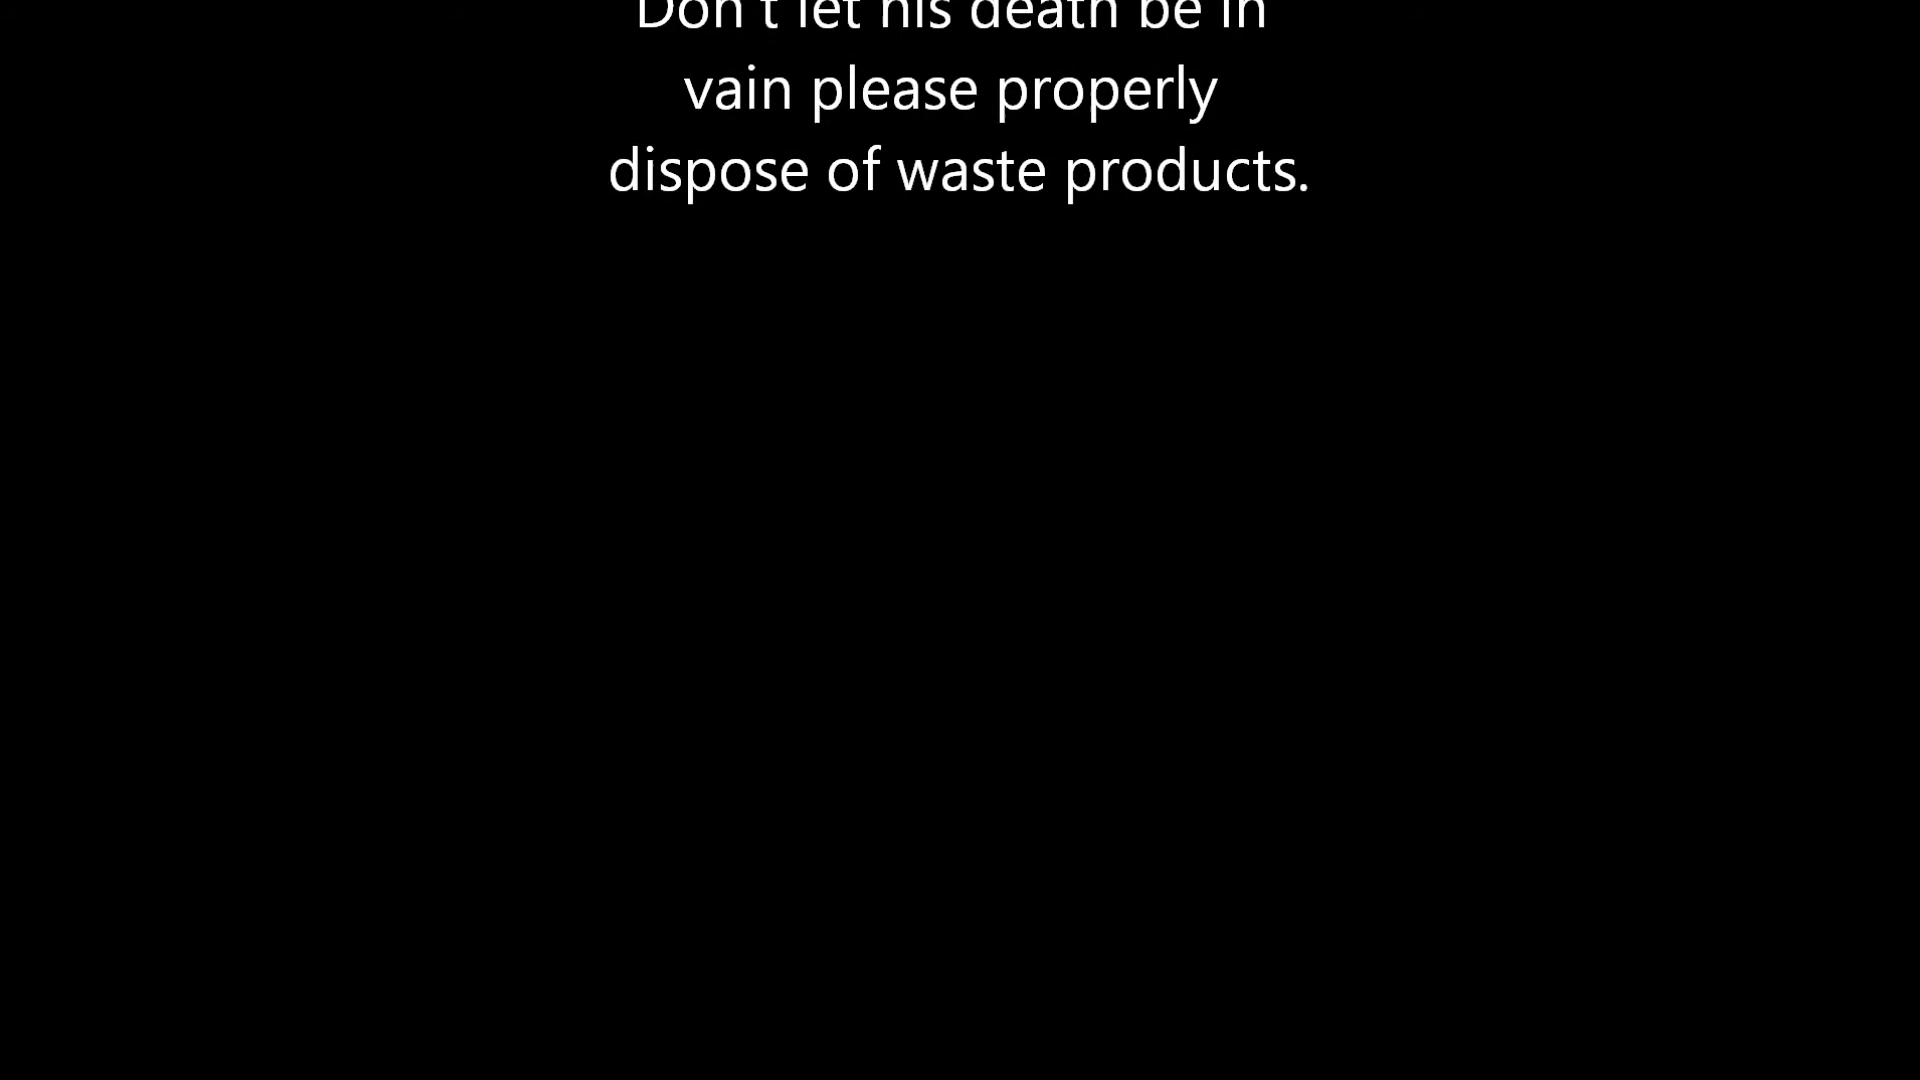 Don't let his death be in
vain please properly
dispose of waste products.